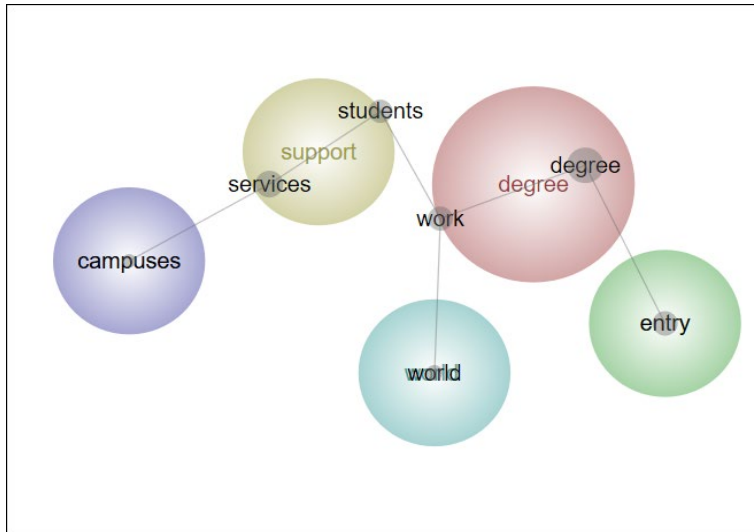 students
support
degree
degree
services
work
campuses
entry
world